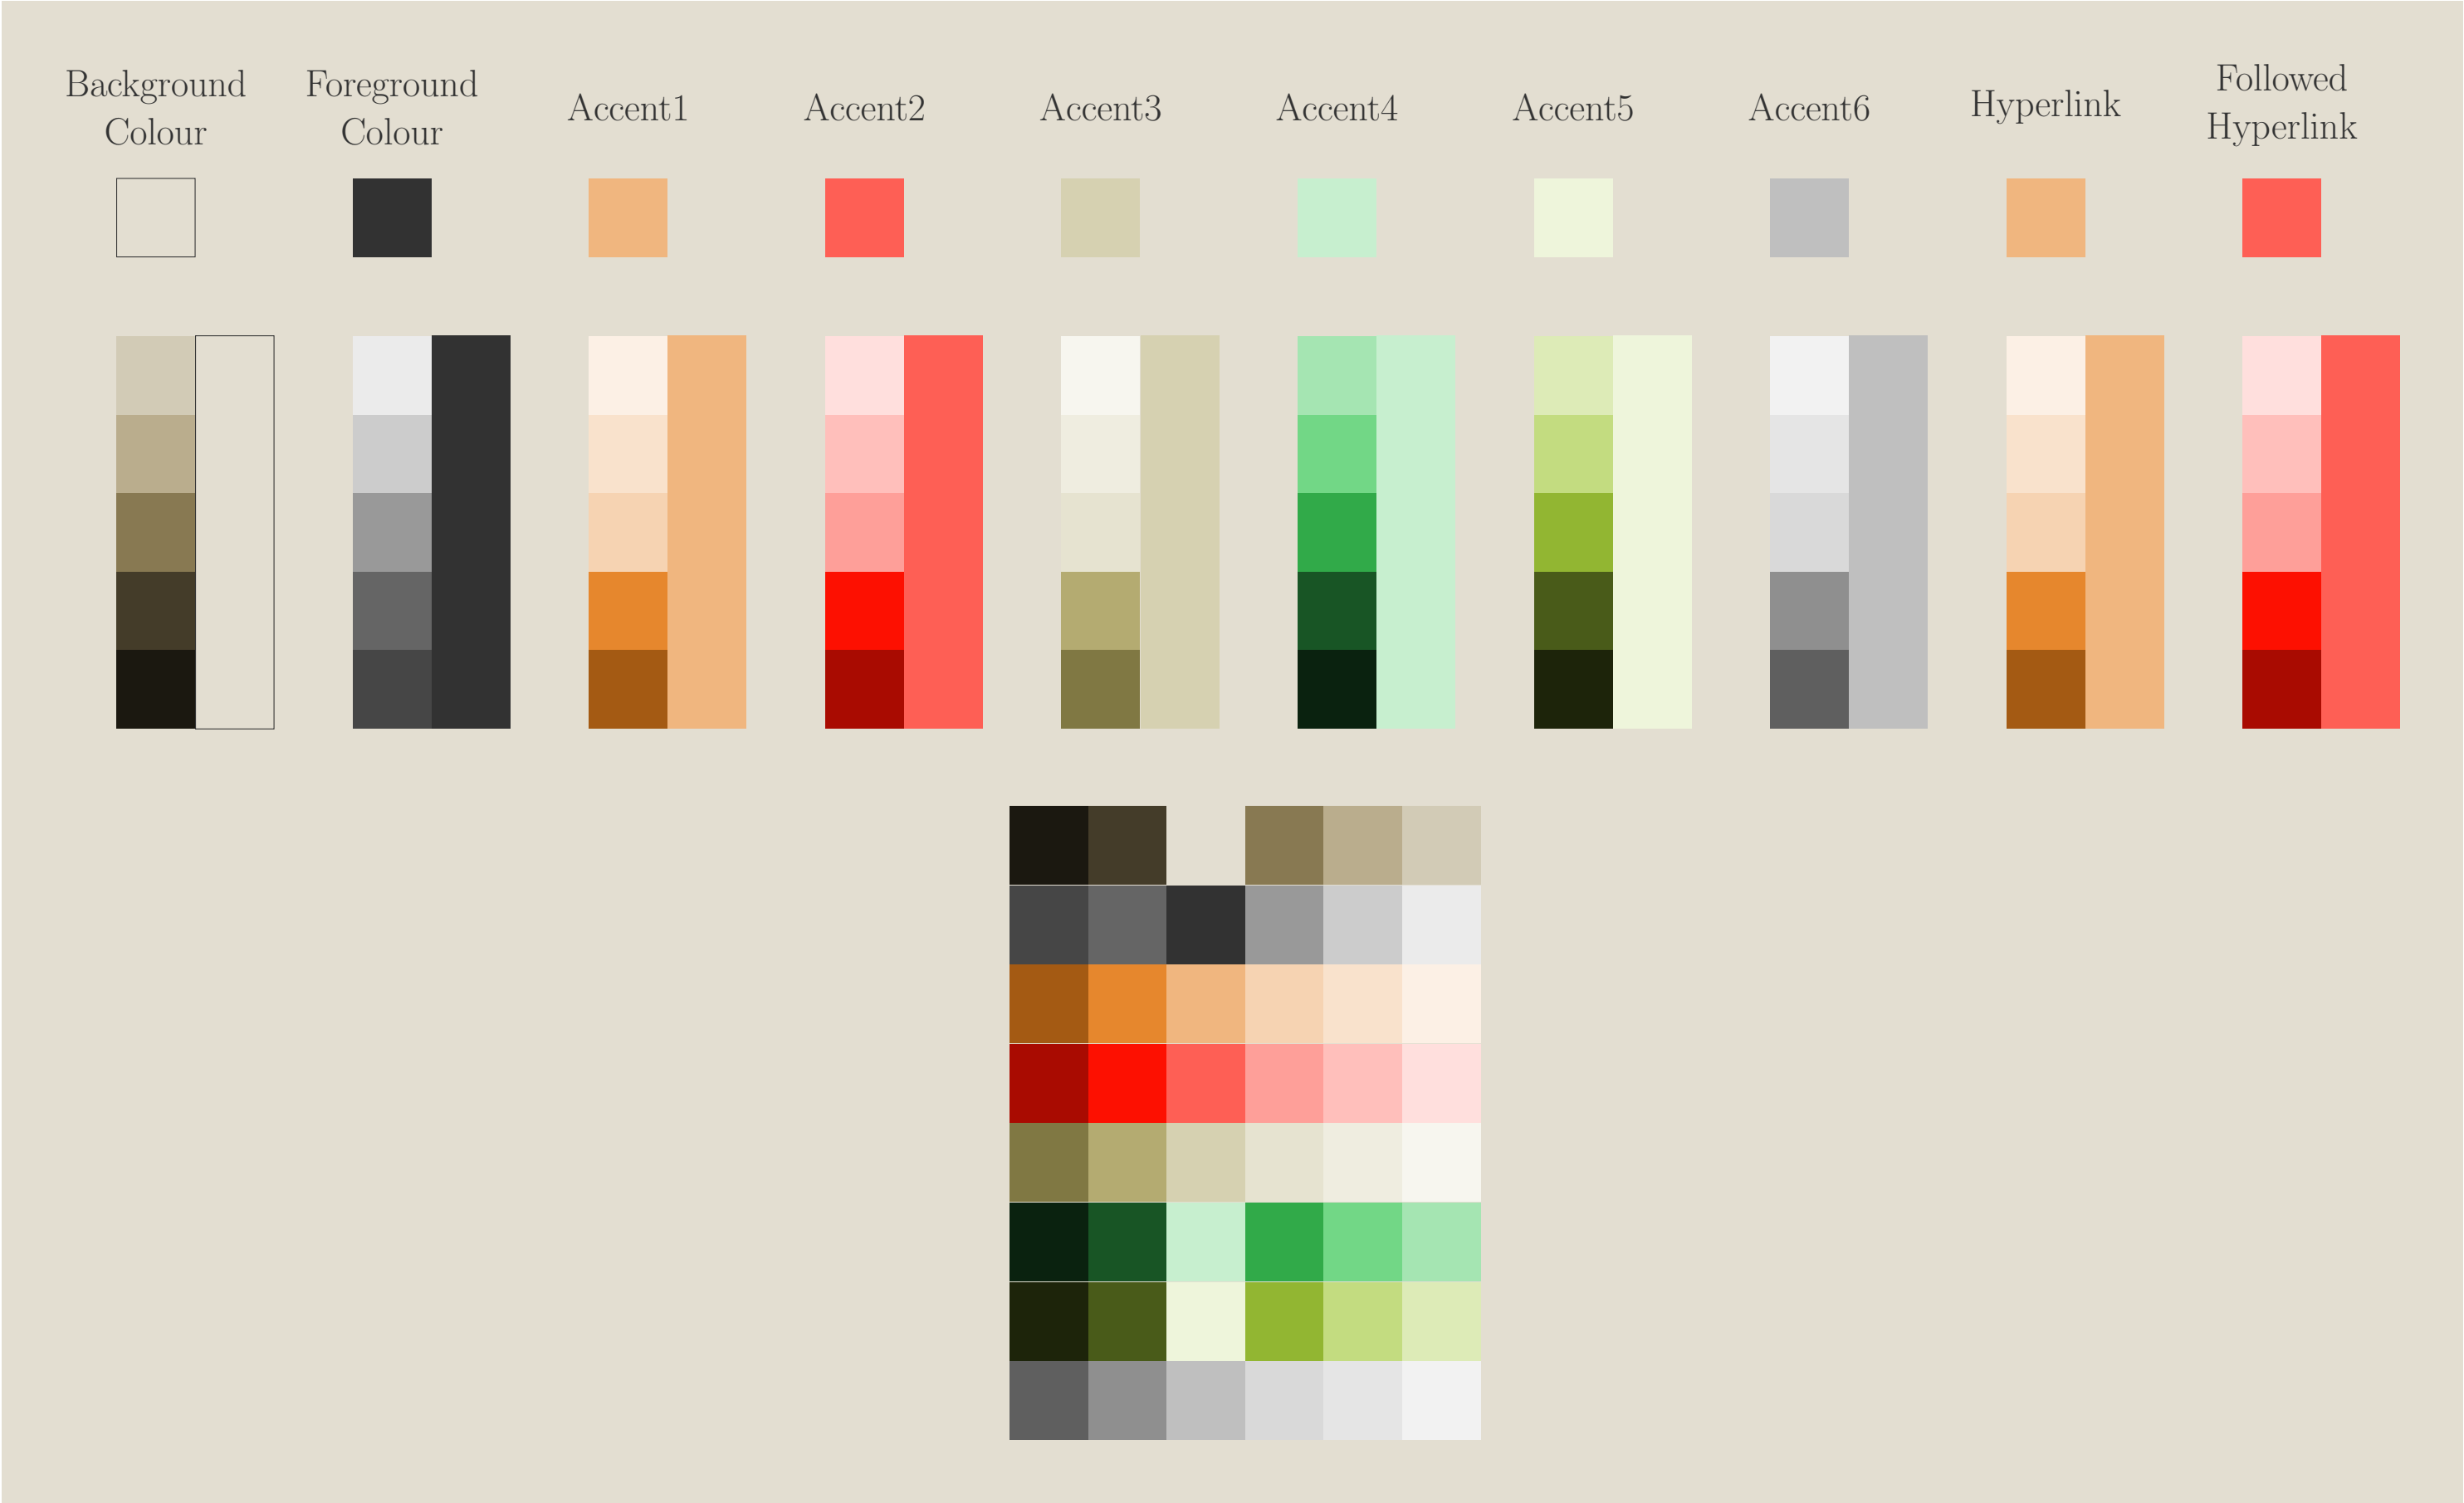 Background
Colour
Foreground
Colour
Accent1
Accent2
Accent3
Accent4
Accent5
Accent6
Hyperlink
Followed
Hyperlink